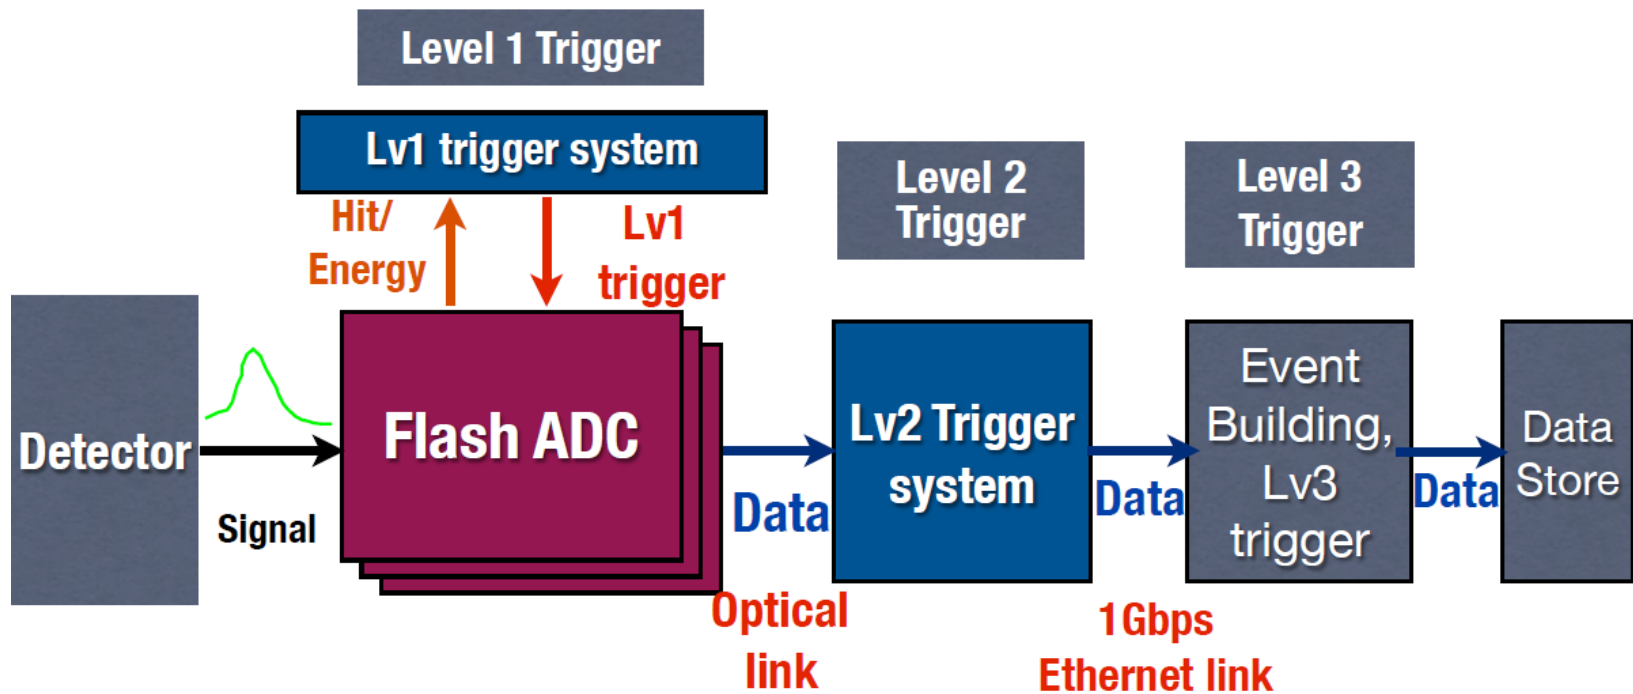 Level 1 Trigger
Lv1 trigger system
Hit/
Energy
Lv1
trigger
Level 2
Trigger
Level 3
Trigger
Detector
Signal
Flash ADC
Data
Optical
link
Lv2 Trigger
system
Data
1Gbps
Ethernet link
Event
Building,
Lv3
trigger
Data
Data
Store